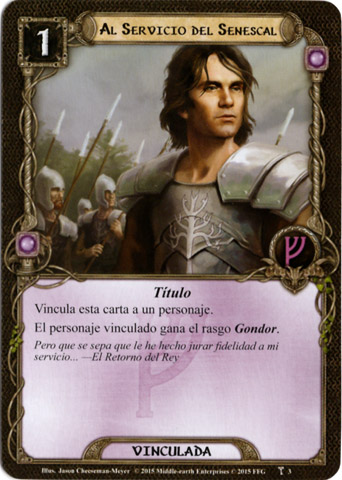 1
AL SERVICIO DEL SENESCAL
Título
Vincula esta carta a un personaje.
El personaje vinculado gana el rasgo Gondor.
Pero que se sepa que le he hecho jurar fidelidad a mi
servicio... —El Retorno del Rey
VINCULADA
Illus. Jason Cheeseman-Meyer © 2015 Middle-earth Enterprises © 2015 FFG 3